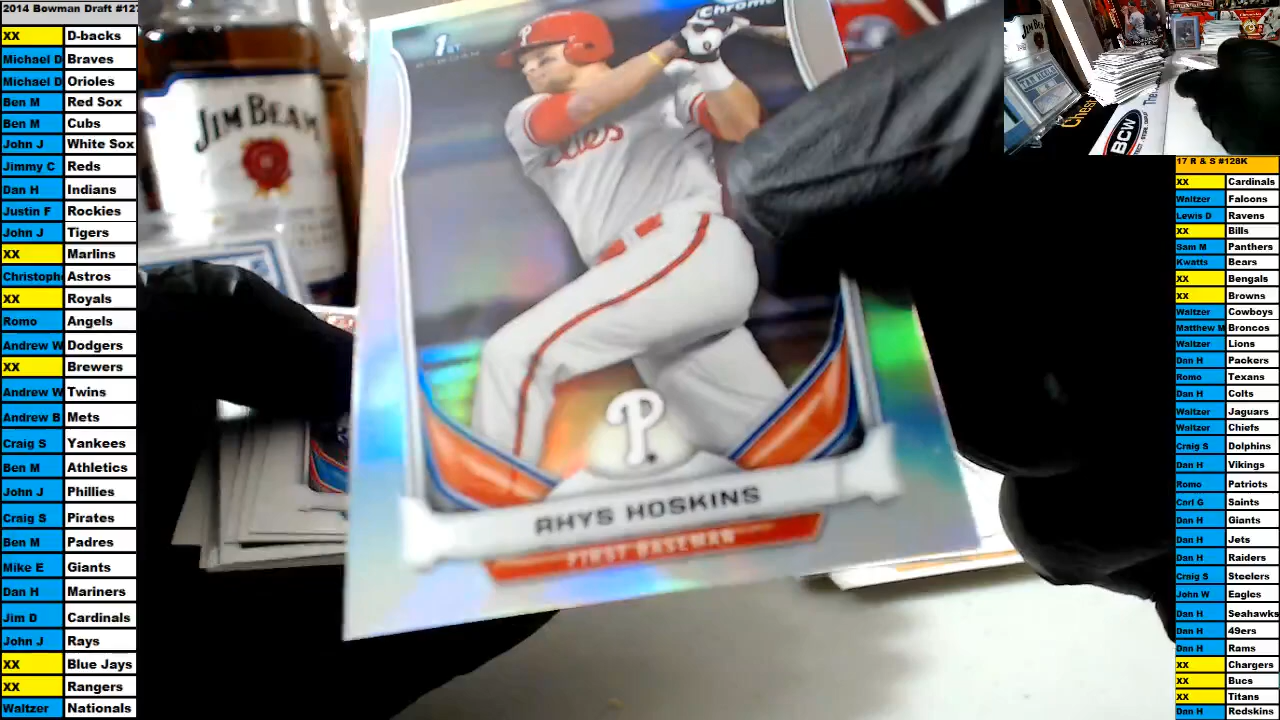 2014 Bowman Draft #127
XX D-backs
Michael D Braves
Michael D Orioles
Ben M Red Sox
Ben M Cubs
John J White Sox
Jimmy C Reds
Dan H Indians
Justin F Rockies
John J Tigers
XX Marlins
Christoph Astros
XX Royals
Romo Angels
Andrew W Dodgers
XX Brewers
Andrew W Twins
Andrew B Mets
Craig S Yankees
Ben M Athletics
John J Phillies
Craig S Pirates
Ben M Padres
Mike E Giants
Dan H Mariners
Jim D Cardinals
John J Rays
XX Blue Jays
XX Rangers
Waltzer Nationals
JIM BEAM
1ST
BOWMAN
Chrome
P
P
RHYS HOSKINS
FIRST BASEMAN
BCW
17 R & S #128K
XX Cardinals
Waltzer Falcons
Lewis D Ravens
XX Bills
Sam M Panthers
Kwatts Bears
XX Bengals
XX Browns
Waltzer Cowboys
Matthew M Broncos
Waltzer Lions
Dan H Packers
Romo Texans
Dan H Colts
Waltzer Jaguars
Waltzer Chiefs
Craig S Dolphins
Dan H Vikings
Romo Patriots
Carl G Saints
Dan H Giants
Dan H Jets
Dan H Raiders
Craig S Steelers
John W Eagles
Dan H Seahawks
Dan H 49ers
Dan H Rams
XX Chargers
XX Bucs
XX Titans
Dan H Redskins